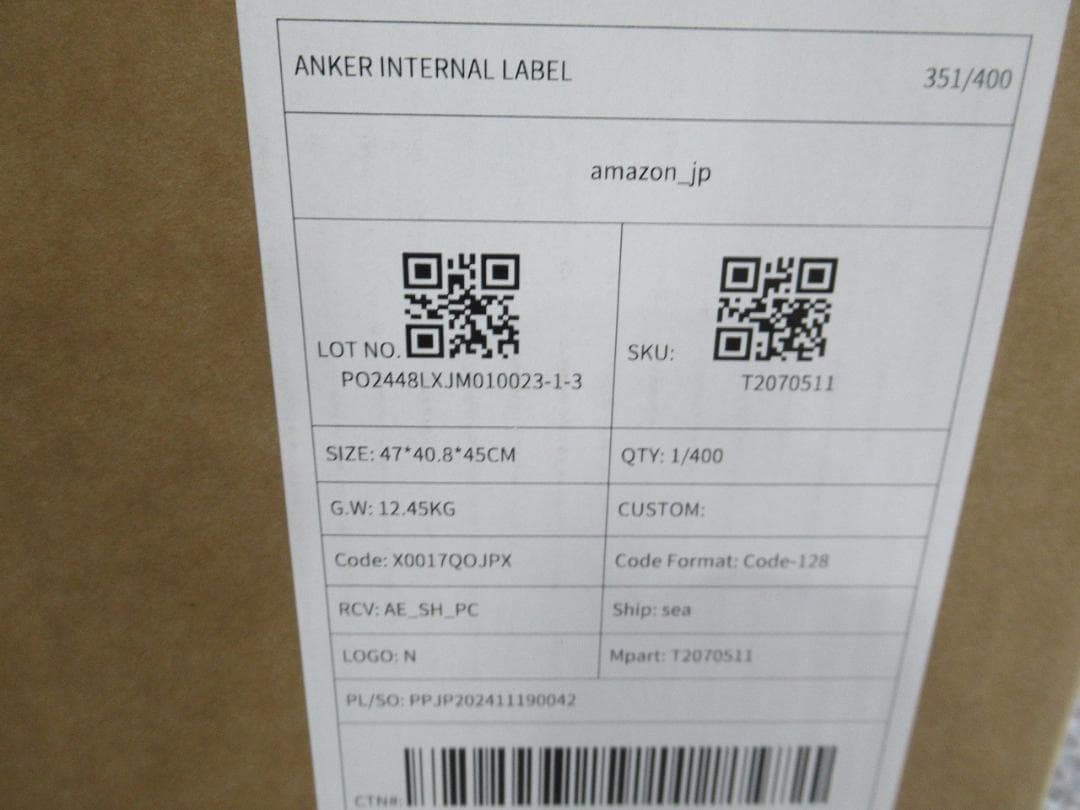 ANKER INTERNAL LABEL 351/400
amazon_jp
LOT NO.
PO2448LXJM010023-1-3
SKU:
T2070511
SIZE: 47*40.8*45CM
QTY: 1/400
G.W: 12.45KG
CUSTOM:
Code: X0017QOJPX
Code Format: Code-128
RCV: AE_SH_PC
Ship: sea
LOGO: N
Mpart: T2070511
PL/SO: PPJP202411190042
CTN#: